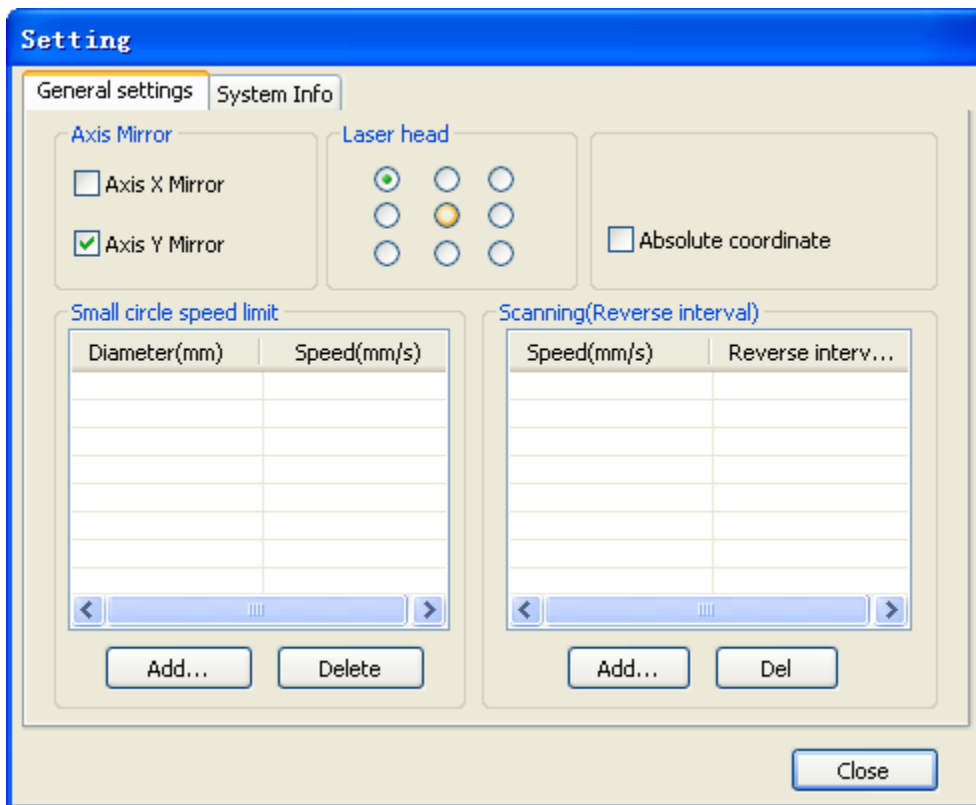 Setting
General settings System Info
Axis Mirror Laser head
Axis X Mirror
Axis Y Mirror Absolute coordinate
Small circle speed limit Scanning(Reverse interval)
Diameter(mm) Speed(mm/s) Speed(mm/s) Reverse interv...
Add... Delete Add... Del
Close